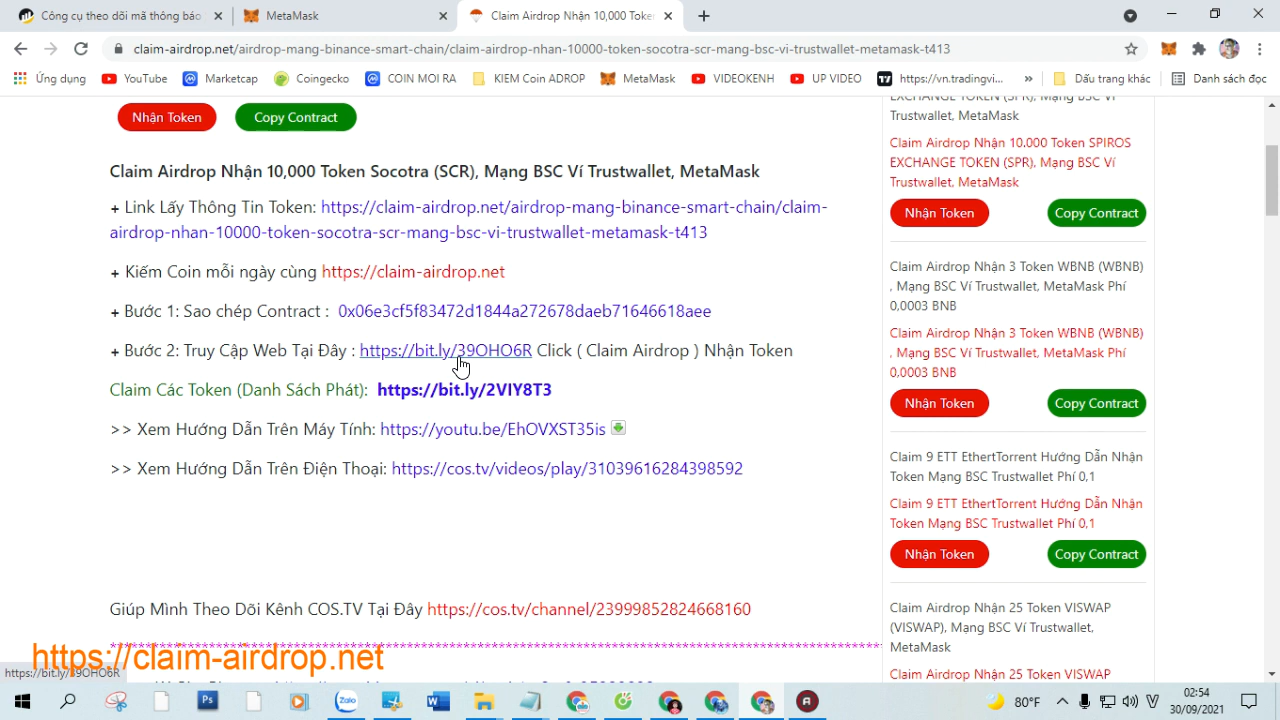 Công cụ theo dõi mã thông báo
MetaMask
Claim Airdrop Nhận 10,000 Toke
claim-airdrop.net/airdrop-mang-binance-smart-chain/claim-airdrop-nhan-10000-token-socotra-scr-mang-bsc-vi-trustwallet-metamask-t413
Ứng dụng YouTube Marketcap Coingecko COIN MOI RA KIEM Coin ADROP MetaMask VIDEOKENH UP VIDEO https://vn.tradingvi... » Dấu trang khác Danh sách đọc
Nhận Token Copy Contract
Claim Airdrop Nhận 10,000 Token Socotra (SCR), Mạng BSC Ví Trustwallet, MetaMask
+ Link Lấy Thông Tin Token: https://claim-airdrop.net/airdrop-mang-binance-smart-chain/claim-
airdrop-nhan-10000-token-socotra-scr-mang-bsc-vi-trustwallet-metamask-t413
+ Kiếm Coin mỗi ngày cùng https://claim-airdrop.net
+ Bước 1: Sao chép Contract : 0x06e3cf5f83472d1844a272678daeb71646618aee
+ Bước 2: Truy Cập Web Tại Đây : https://bit.ly/39OHO6R Click ( Claim Airdrop ) Nhận Token
Claim Các Token (Danh Sách Phát): https://bit.ly/2VIY8T3
>> Xem Hướng Dẫn Trên Máy Tính: https://youtu.be/EhOVXST35is
>> Xem Hướng Dẫn Trên Điện Thoại: https://cos.tv/videos/play/31039616284398592
Giúp Mình Theo Dõi Kênh COS.TV Tại Đây https://cos.tv/channel/23999852824668160
https://claim-airdrop.net
https://bit.ly/39OHO6R
EXCHANGE TOKEN (SPR), Mạng BSC Ví
Trustwallet, MetaMask
Claim Airdrop Nhận 10.000 Token SPIROS
EXCHANGE TOKEN (SPR), Mạng BSC Ví
Trustwallet, MetaMask
Nhận Token Copy Contract
Claim Airdrop Nhận 3 Token WBNB (WBNB)
, Mạng BSC Ví Trustwallet, MetaMask Phí
0,0003 BNB
Claim Airdrop Nhận 3 Token WBNB (WBNB)
, Mạng BSC Ví Trustwallet, MetaMask Phí
0,0003 BNB
Nhận Token Copy Contract
Claim 9 ETT EthertTorrent Hướng Dẫn Nhận
Token Mạng BSC Trustwallet Phí 0,1
Claim 9 ETT EthertTorrent Hướng Dẫn Nhận
Token Mạng BSC Trustwallet Phí 0,1
Nhận Token Copy Contract
Claim Airdrop Nhận 25 Token VISWAP
(VISWAP), Mạng BSC Ví Trustwallet,
MetaMask
Claim Airdrop Nhận 25 Token VISWAP
Ps Zalo W A 80°F V 02:54
30/09/2021